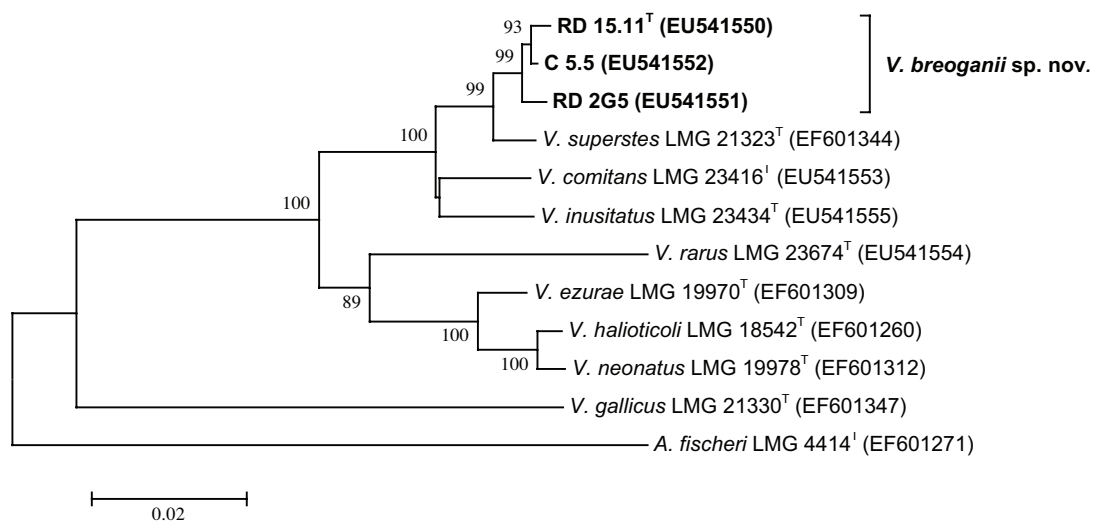 93
RD 15.11T (EU541550)
C 5.5 (EU541552)
V. breoganii sp. nov.
99
99
RD 2G5 (EU541551)
100
V. superstes LMG 21323T (EF601344)
V. comitans LMG 23416T (EU541553)
100
V. inusitatus LMG 23434T (EU541555)
V. rarus LMG 23674T (EU541554)
89
V. ezurae LMG 19970T (EF601309)
100
V. halioticoli LMG 18542T (EF601260)
100
V. neonatus LMG 19978T (EF601312)
V. gallicus LMG 21330T (EF601347)
A. fischeri LMG 4414T (EF601271)
0.02